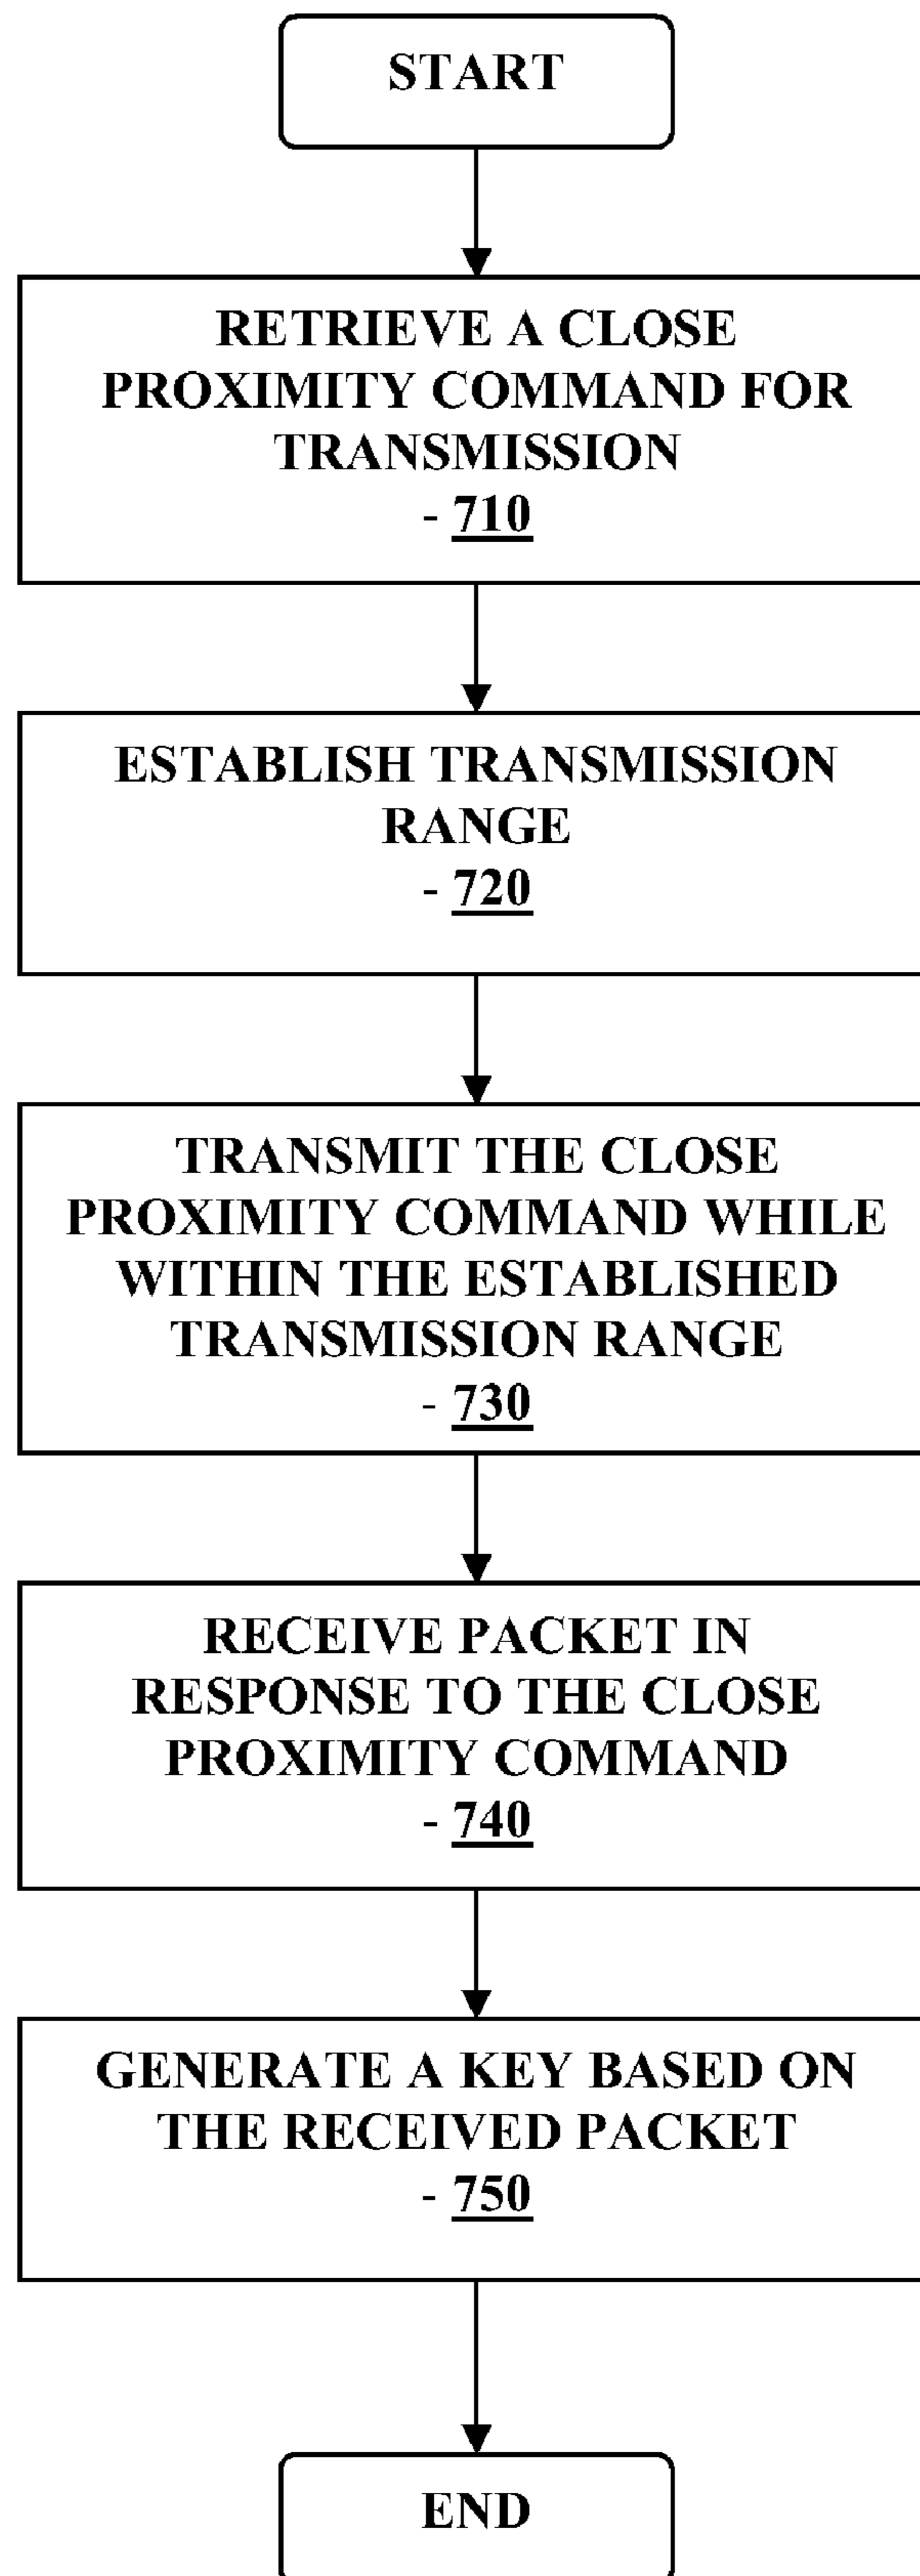 START
RETRIEVE A CLOSE
PROXIMITY COMMAND FOR
TRANSMISSION
- 710
ESTABLISH TRANSMISSION
RANGE
- 720
TRANSMIT THE CLOSE
PROXIMITY COMMAND WHILE
WITHIN THE ESTABLISHED
TRANSMISSION RANGE
- 730
RECEIVE PACKET IN
RESPONSE TO THE CLOSE
PROXIMITY COMMAND
- 740
GENERATE A KEY BASED ON
THE RECEIVED PACKET
- 750
END